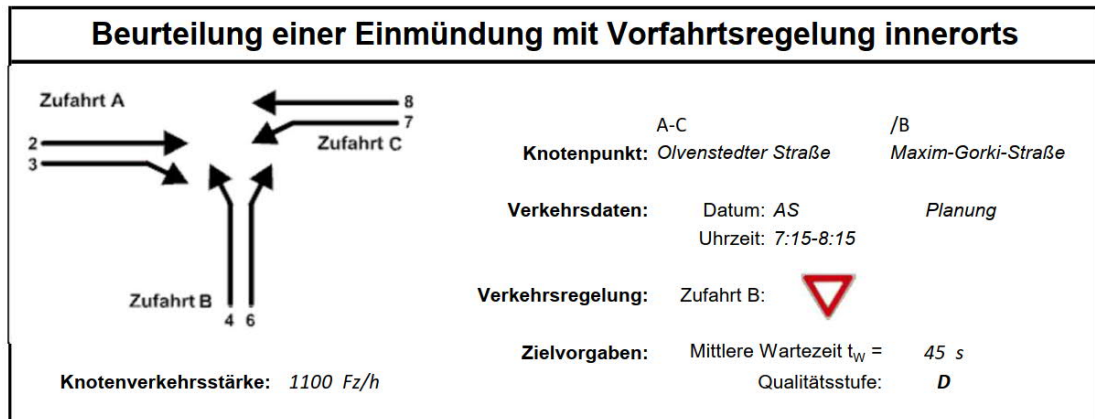 Beurteilung einer Einmündung mit Vorfahrtsregelung innerorts
Zufahrt A
8
7
2
3
Zufahrt C
Zufahrt B
4 6
Knotenverkehrsstärke: 1100 Fz/h
A-C /B
Knotenpunkt: Olvenstedter Straße Maxim-Gorki-Straße
Verkehrsdaten: Datum: AS Planung
Uhrzeit: 7:15-8:15
Verkehrsregelung: Zufahrt B:
Zielvorgaben: Mittlere Wartezeit tW = 45 s
Qualitätsstufe: D